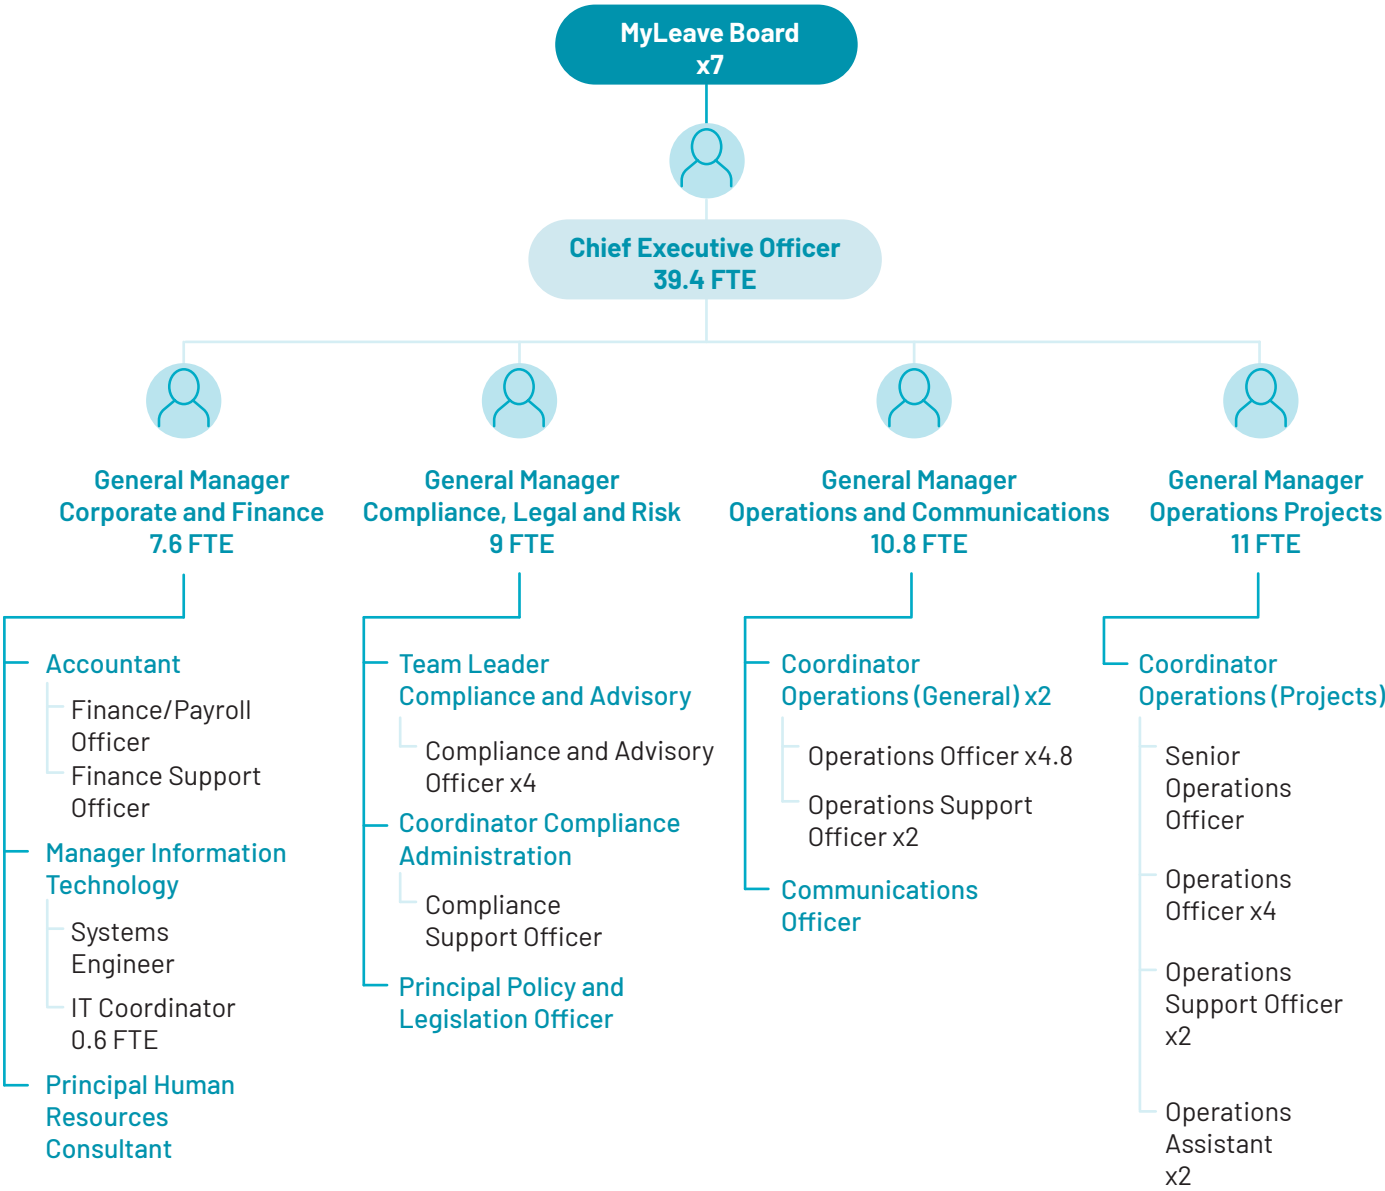 MyLeave Board
x7
Chief Executive Officer
39.4 FTE
General Manager
Corporate and Finance
7.6 FTE
General Manager
Compliance, Legal and Risk
9 FTE
General Manager
Operations and Communications
10.8 FTE
General Manager
Operations Projects
11 FTE
Accountant
Finance/Payroll
Officer
Finance Support
Officer
Manager Information
Technology
Systems
Engineer
IT Coordinator
0.6 FTE
Principal Human
Resources
Consultant
Team Leader
Compliance and Advisory
Compliance and Advisory
Officer x4
Coordinator Compliance
Administration
Compliance
Support Officer
Principal Policy and
Legislation Officer
Coordinator
Operations (General) x2
Operations Officer x4.8
Operations Support
Officer x2
Communications
Officer
Coordinator
Operations (Projects)
Senior
Operations
Officer
Operations
Officer x4
Operations
Support Officer
x2
Operations
Assistant
x2